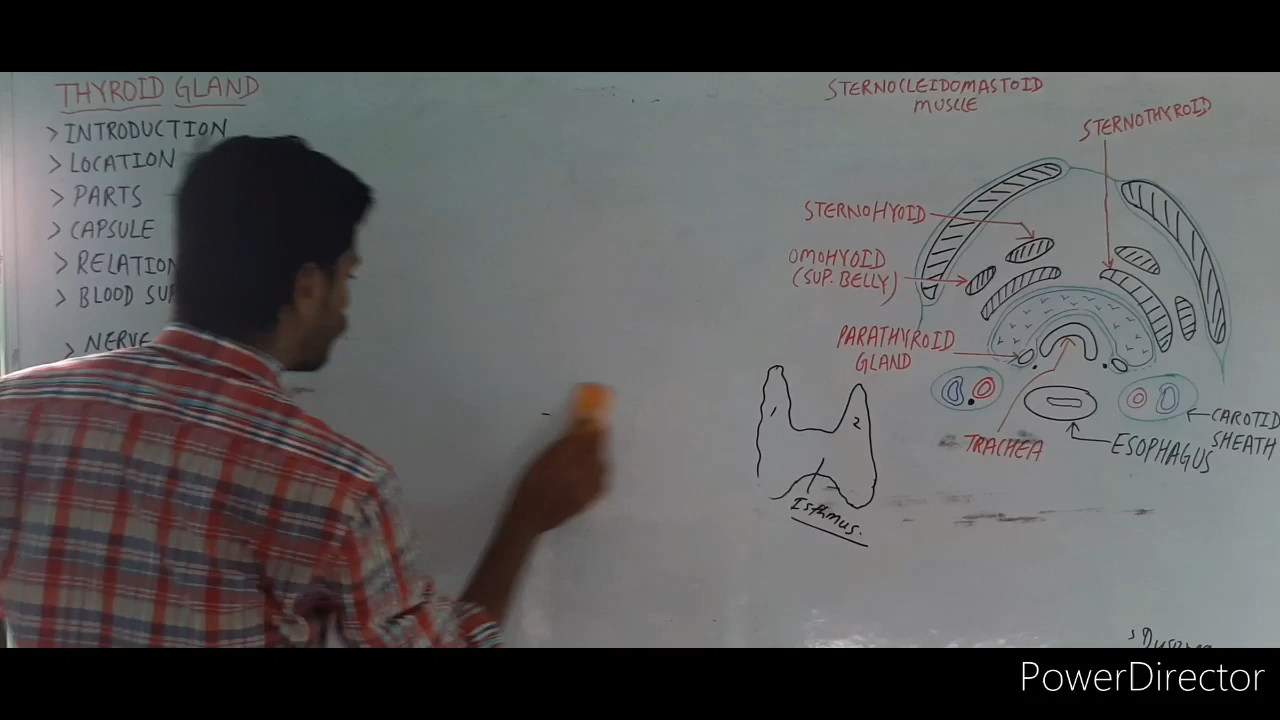 THYROID GLAND
> INTRODUCTION
> LOCATION
> PARTS
> CAPSULE
> RELATION
> BLOOD SUP
> NERVE
STERNOCLEIDOMASTOID
MUSCLE
STERNOTHYROID
STERNOHYOID
OMOHYOID
(SUP. BELLY)
PARATHYROID
GLAND
TRACHEA
ESOPHAGUS
CAROTID
SHEATH
1
2
Isthmus.
PowerDirector